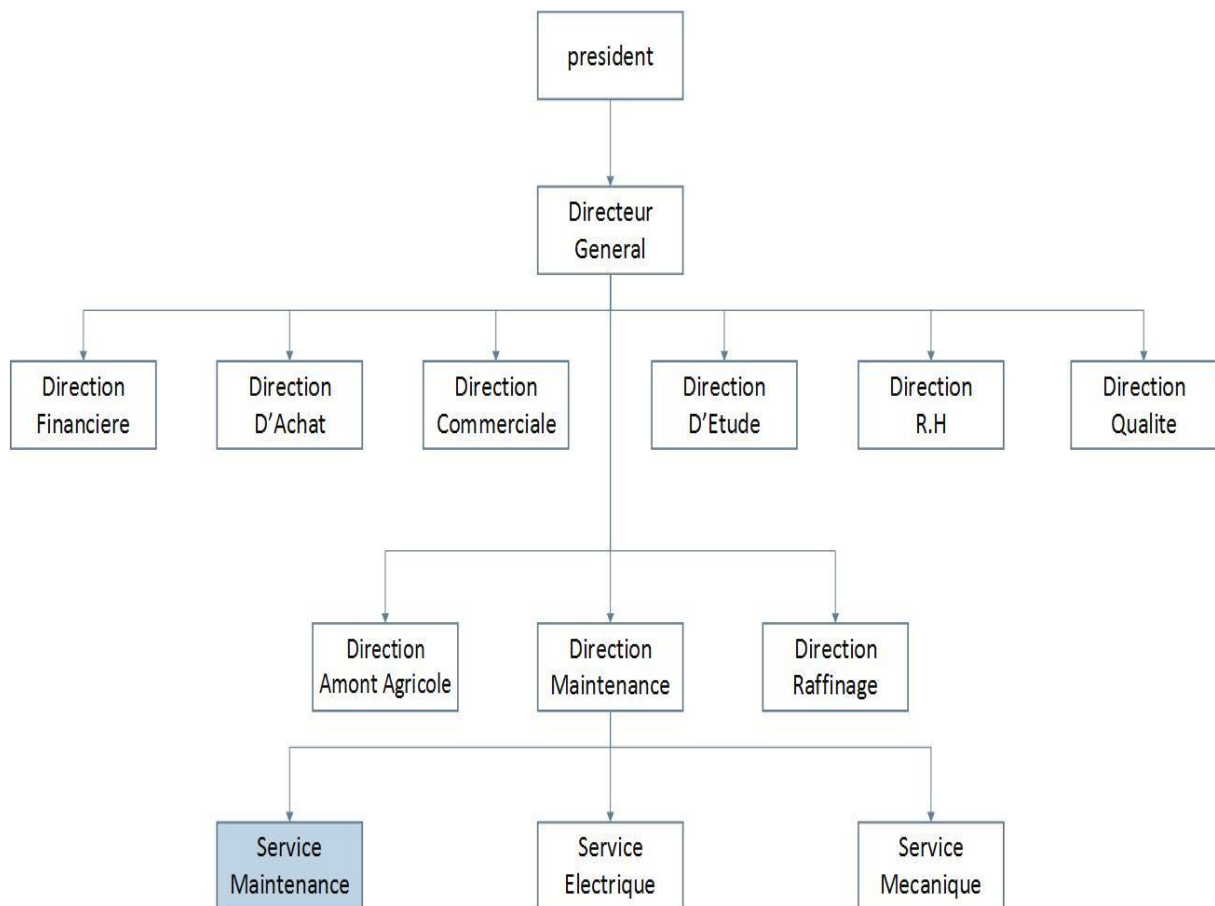 president
Directeur
General
Direction
Financiere
Direction
D'Achat
Direction
Commerciale
Direction
D'Etude
Direction
R.H
Direction
Qualite
Direction
Amont Agricole
Direction
Maintenance
Direction
Raffinage
Service
Maintenance
Service
Electrique
Service
Mecanique